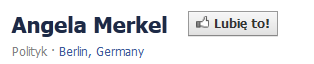 Angela Merkel Lubię to!
Polityk · Berlin, Germany